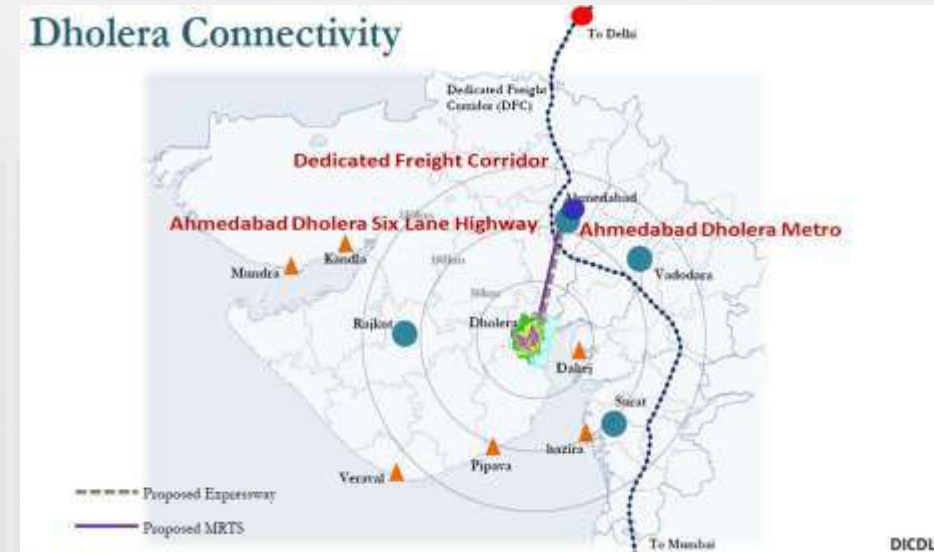 Dholera Connectivity
To Delhi
Dedicated Freight
Corridor (DFC)
Dedicated Freight Corridor
Ahmedabad
Ahmedabad Dholera Six Lane Highway
Ahmedabad Dholera Metro
Kandla
Mundra
Vadodara
Rajkot
Dholera
Dahej
Surat
hazira
Pipava
Veraval
Proposed Expressway
Proposed MRTS
To Mumbai
DICDL